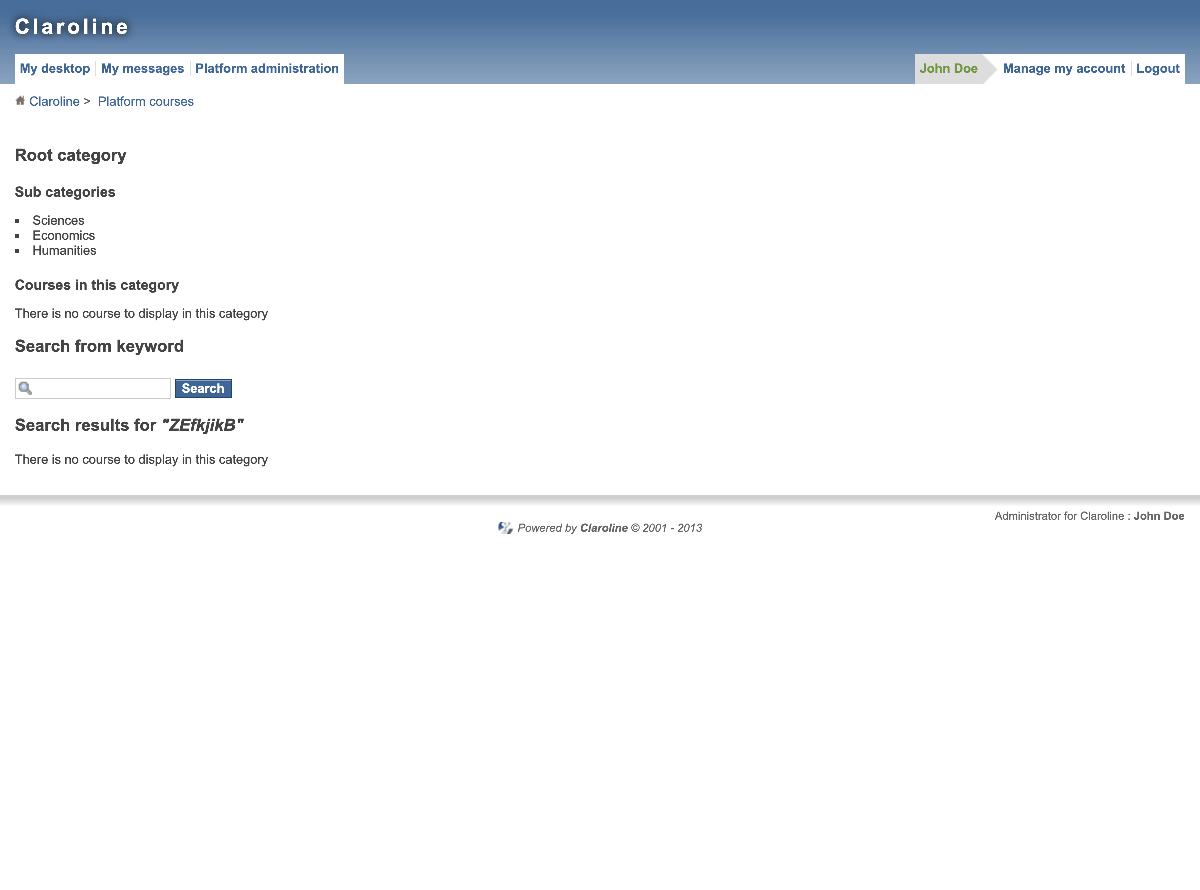 Claroline
My desktop My messages Platform administration John Doe Manage my account Logout
Claroline > Platform courses
Root category
Sub categories
Sciences
Economics
Humanities
Courses in this category
There is no course to display in this category
Search from keyword
Search
Search results for "ZEfkjikB"
There is no course to display in this category
Administrator for Claroline : John Doe
Powered by Claroline © 2001 - 2013